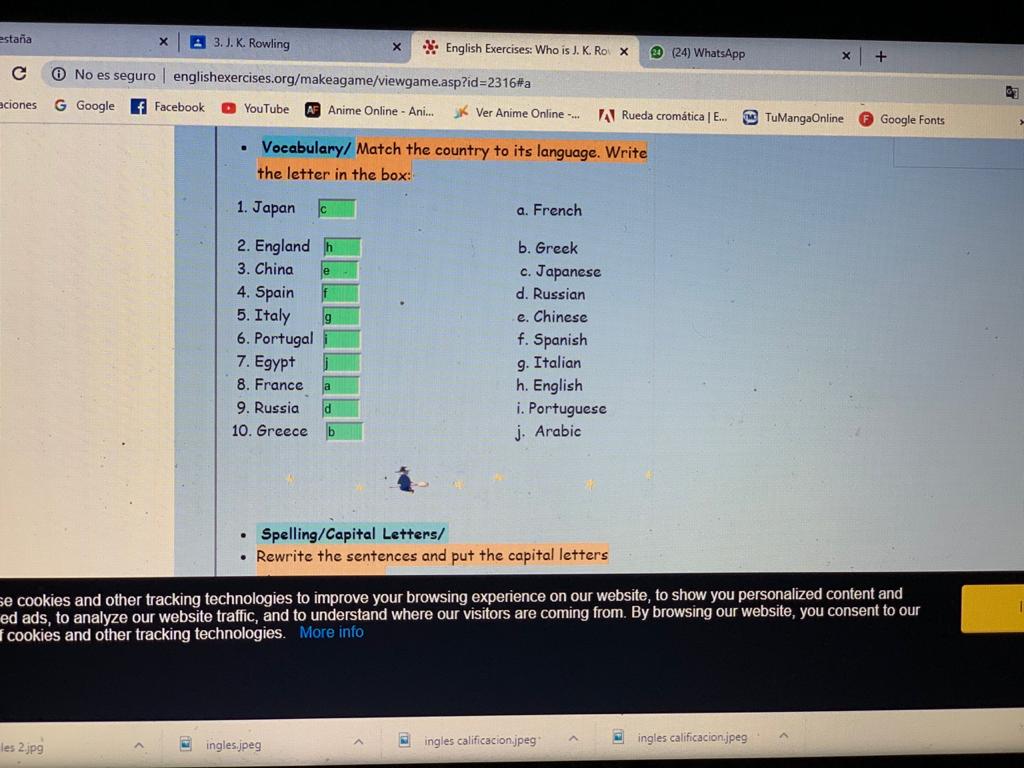 estaña
3. J. K. Rowling
English Exercises: Who is J. K. Ro
24 (24) WhatsApp
No es seguro | englishexercises.org/makeagame/viewgame.asp?id=2316#a
aciones Google Facebook YouTube AF Anime Online - Ani... Ver Anime Online -... Rueda cromática | E... TMO TuMangaOnline F Google Fonts
• Vocabulary/ Match the country to its language. Write
the letter in the box:
1. Japan c a. French
2. England h b. Greek
3. China e c. Japanese
4. Spain f d. Russian
5. Italy g e. Chinese
6. Portugal i f. Spanish
7. Egypt j g. Italian
8. France a h. English
9. Russia d i. Portuguese
10. Greece b j. Arabic
• Spelling/Capital Letters/
• Rewrite the sentences and put the capital letters
se cookies and other tracking technologies to improve your browsing experience on our website, to show you personalized content and
ed ads, to analyze our website traffic, and to understand where our visitors are coming from. By browsing our website, you consent to our
f cookies and other tracking technologies. More info
les 2.jpg ingles.jpeg ingles calificacion.jpeg ingles calificacion.jpeg